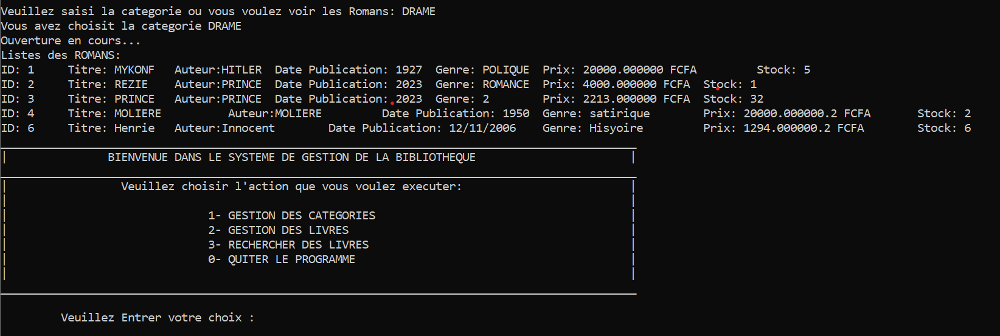 Veuillez saisi la categorie ou vous voulez voir les Romans: DRAME
Vous avez choisit la categorie DRAME
Ouverture en cours...
Listes des ROMANS:
ID: 1 Titre: MYKONF Auteur:HITLER Date Publication: 1927 Genre: POLIQUE Prix: 20000.000000 FCFA Stock: 5
ID: 2 Titre: REZIE Auteur:PRINCE Date Publication: 2023 Genre: ROMANCE Prix: 4000.000000 FCFA Stock: 1
ID: 3 Titre: PRINCE Auteur:PRINCE Date Publication: 2023 Genre: 2 Prix: 2213.000000 FCFA Stock: 32
ID: 4 Titre: MOLIERE Auteur:MOLIERE Date Publication: 1950 Genre: satirique Prix: 20000.000000.2 FCFA Stock: 2
ID: 6 Titre: Henrie Auteur:Innocent Date Publication: 12/11/2006 Genre: Hisyoire Prix: 1294.000000.2 FCFA Stock: 6
BIENVENUE DANS LE SYSTEME DE GESTION DE LA BIBLIOTHEQUE
Veuillez choisir l'action que vous voulez executer:
1- GESTION DES CATEGORIES
2- GESTION DES LIVRES
3- RECHERCHER DES LIVRES
0- QUITER LE PROGRAMME
Veuillez Entrer votre choix :